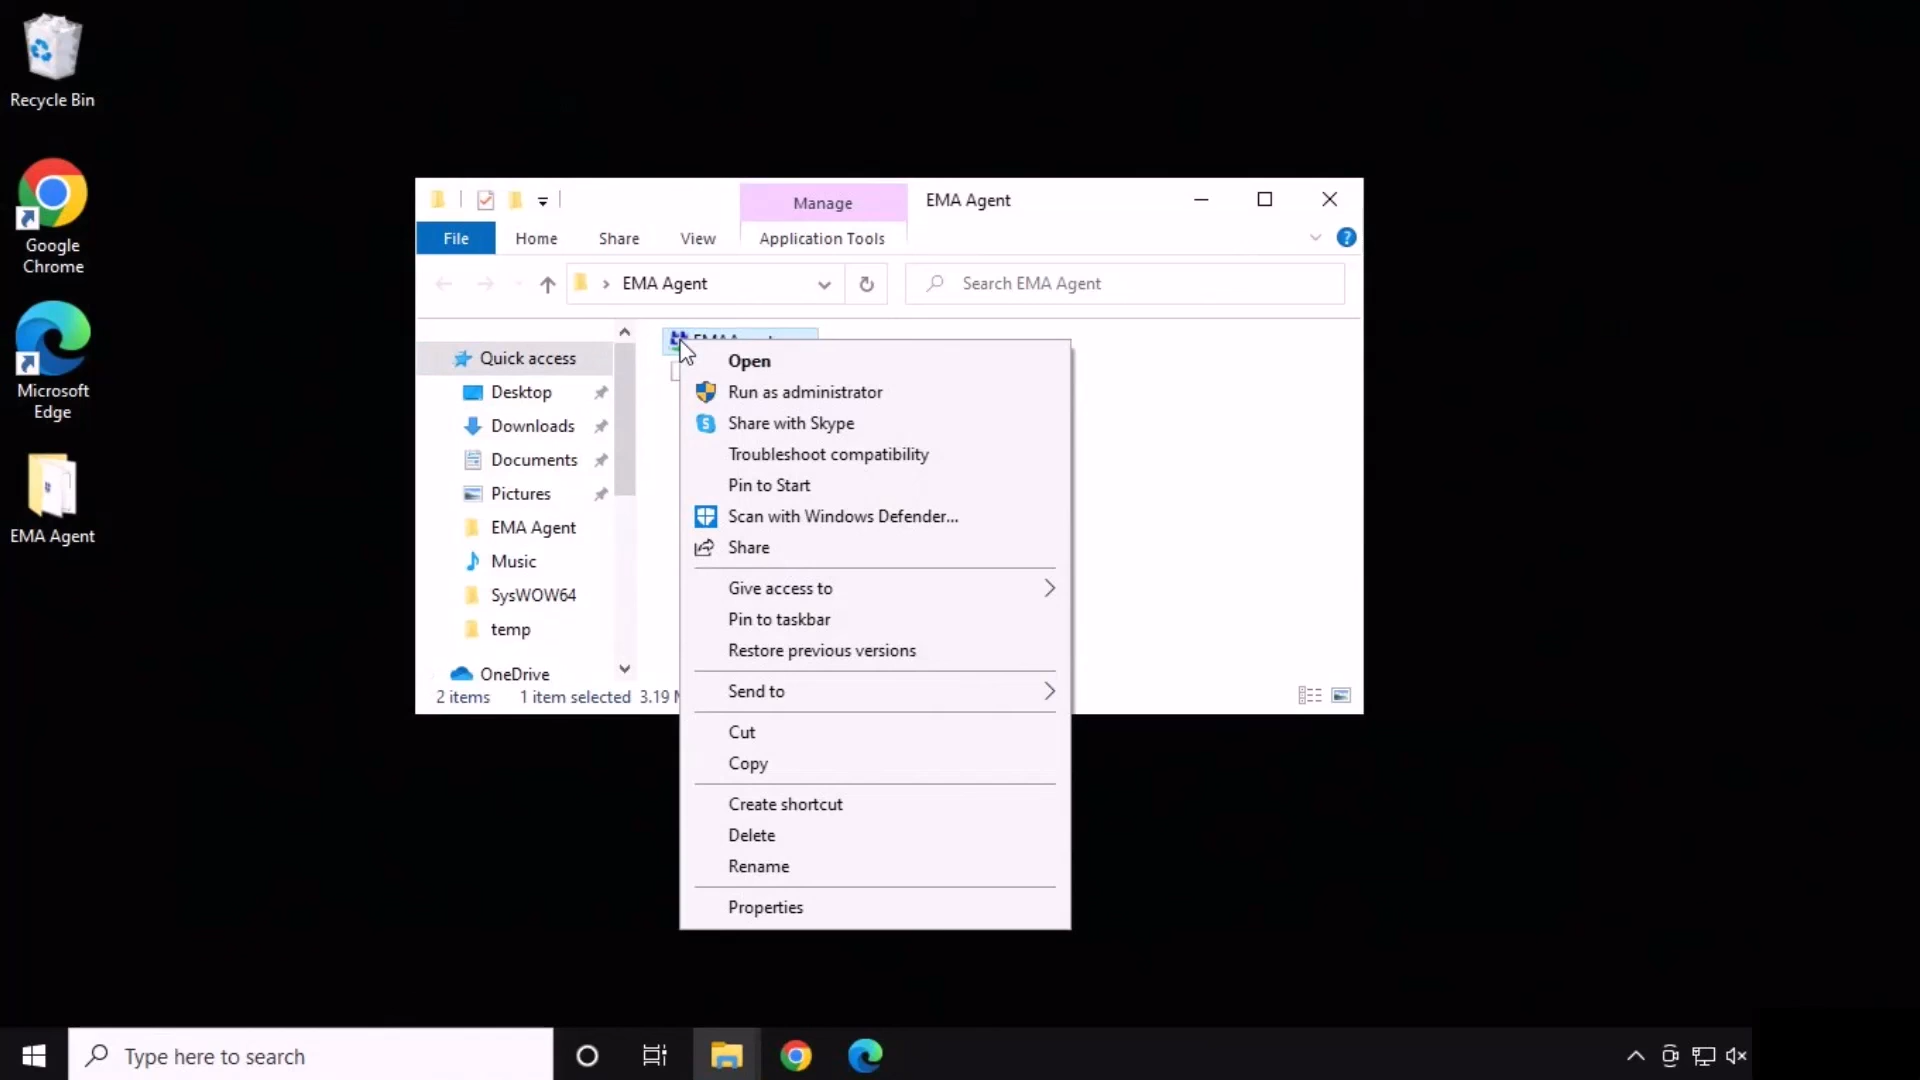 Recycle Bin
Google
Chrome
Microsoft
Edge
EMA Agent
Manage
EMA Agent
File
Home
Share
View
Application Tools
EMA Agent
Search EMA Agent
Quick access
Desktop
Downloads
Documents
Pictures
EMA Agent
Music
SysWOW64
temp
OneDrive
2 items
1 item selected 3.19
Open
Run as administrator
Share with Skype
Troubleshoot compatibility
Pin to Start
Scan with Windows Defender...
Share
Give access to
Pin to taskbar
Restore previous versions
Send to
Cut
Copy
Create shortcut
Delete
Rename
Properties
Type here to search